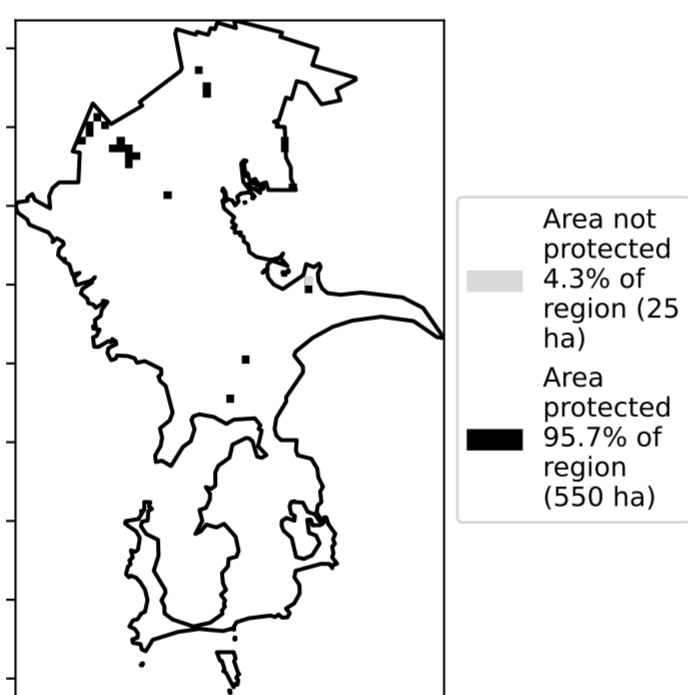 Area not
protected
4.3% of
region (25
ha)
Area
protected
95.7% of
region
(550 ha)